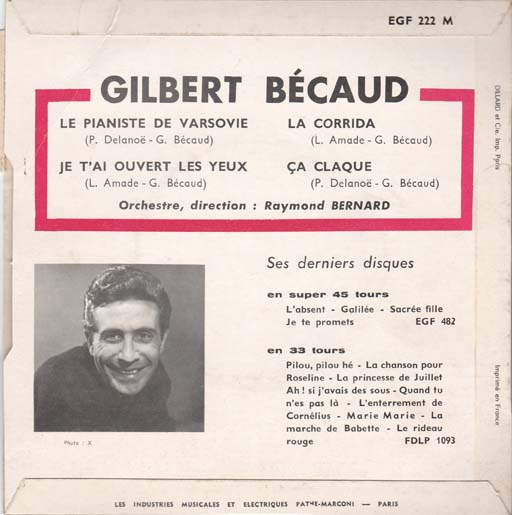 EGF 222 M
GILBERT BÉCAUD
LE PIANISTE DE VARSOVIE
(P. Delanoë - G. Bécaud)
JE T'AI OUVERT LES YEUX
(L. Amade - G. Bécaud)
LA CORRIDA
(L. Amade - G. Bécaud)
ÇA CLAQUE
(P. Delanoë - G. Bécaud)
Orchestre, direction : Raymond BERNARD
Ses derniers disques
en super 45 tours
L'absent - Galilée - Sacrée fille
Je te promets EGF 482
en 33 tours
Pilou, pilou hé - La chanson pour
Roseline - La princesse de Juillet
Ah ! si j'avais des sous - Quand tu
n'es pas là - L'enterrement de
Cornélius - Marie Marie - La
marche de Babette - Le rideau
rouge FDLP 1093
Photo : X
DILLARD et Cie. Imp. Paris
Imprimé en France
LES INDUSTRIES MUSICALES ET ELECTRIQUES PATHE-MARCONI — PARIS